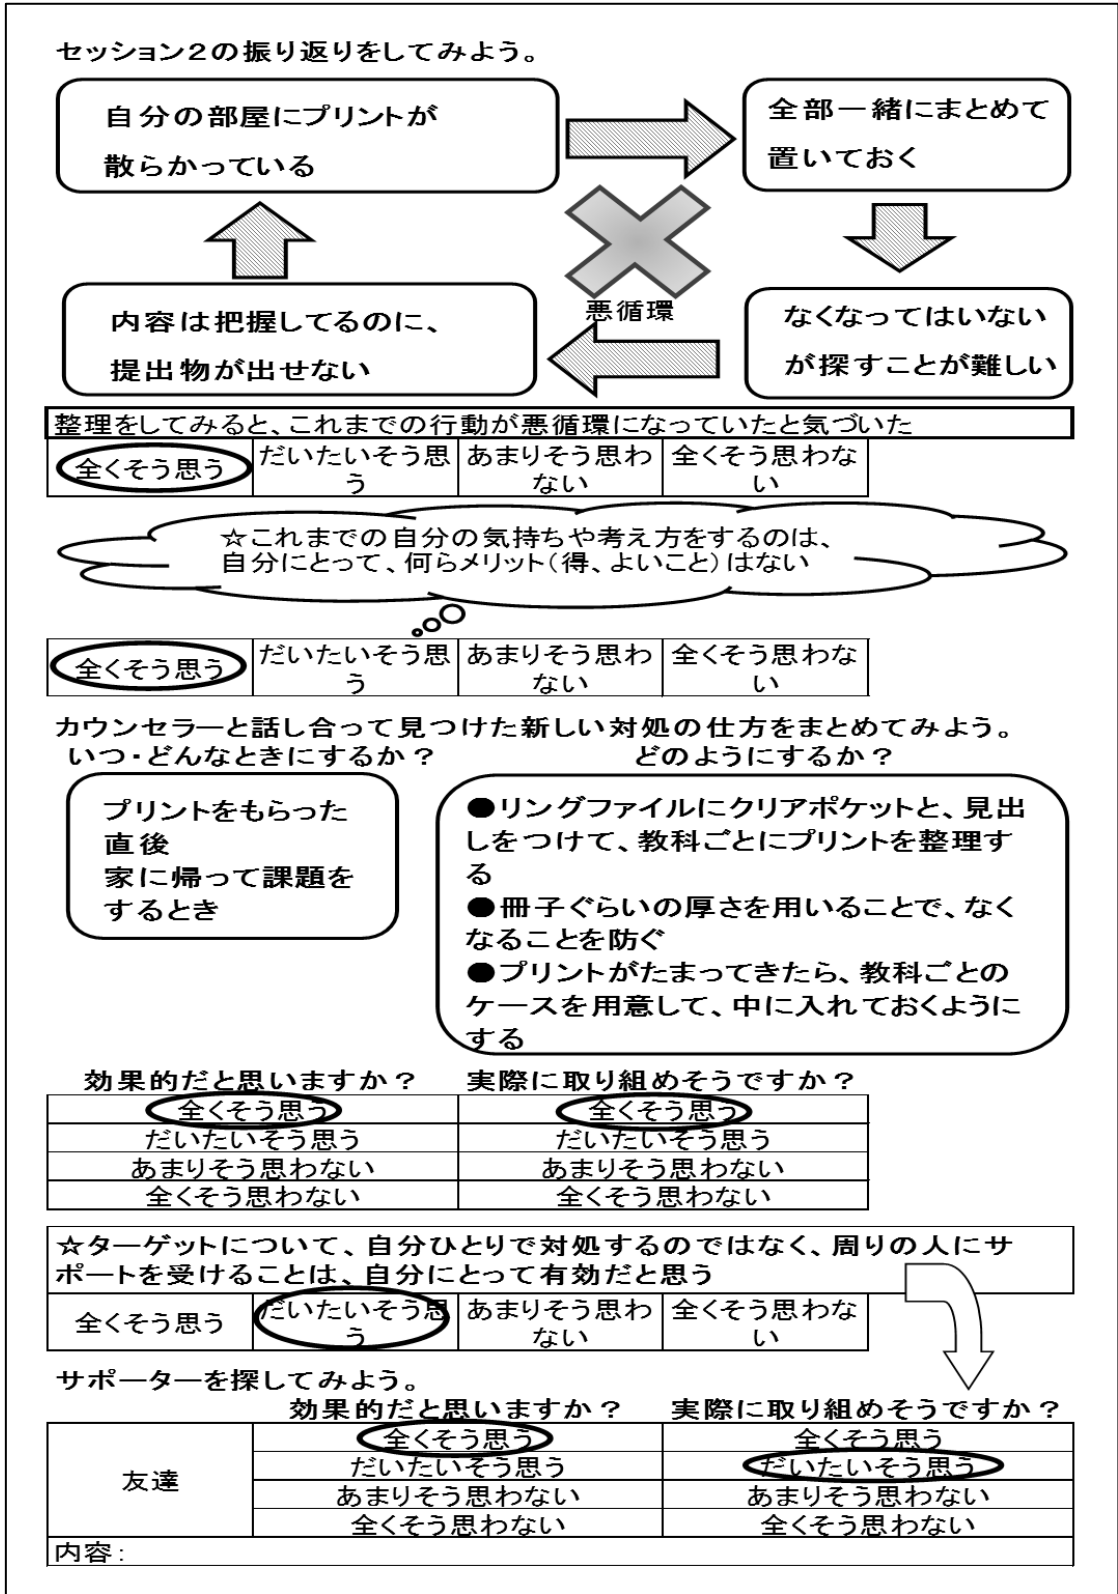 セッション２の振り返りをしてみよう。
自分の部屋にプリントが
散らかっている
全部一緒にまとめて
置いておく
なくなってはいない
が探すことが難しい
悪循環
内容は把握してるのに、
提出物が出せない
整理をしてみると、これまでの行動が悪循環になっていたと気づいた
全くそう思う
だいたいそう思
う
あまりそう思わ
ない
全くそう思わな
い
☆これまでの自分の気持ちや考え方をするのは、
自分にとって、何らメリット（得、よいこと）はない
全くそう思う
だいたいそう思
う
あまりそう思わ
ない
全くそう思わな
い
カウンセラーと話し合って見つけた新しい対処の仕方をまとめてみよう。
いつ・どんなときにするか？
どのようにするか？
プリントをもらった
直後
家に帰って課題を
するとき
●リングファイルにクリアポケットと、見出
しをつけて、教科ごとにプリントを整理す
る
●冊子ぐらいの厚さを用いることで、なく
なることを防ぐ
●プリントがたまってきたら、教科ごとの
ケースを用意して、中に入れておくように
する
効果的だと思いますか？ 実際に取り組めそうですか？
全くそう思う 全くそう思う
だいたいそう思う だいたいそう思う
あまりそう思わない あまりそう思わない
全くそう思わない 全くそう思わない
☆ターゲットについて、自分ひとりで対処するのではなく、周りの人にサ
ポートを受けることは、自分にとって有効だと思う
全くそう思う
だいたいそう思
う
あまりそう思わ
ない
全くそう思わな
い
サポーターを探してみよう。
効果的だと思いますか？ 実際に取り組めそうですか？
友達
全くそう思う 全くそう思う
だいたいそう思う だいたいそう思う
あまりそう思わない あまりそう思わない
全くそう思わない 全くそう思わない
内容：